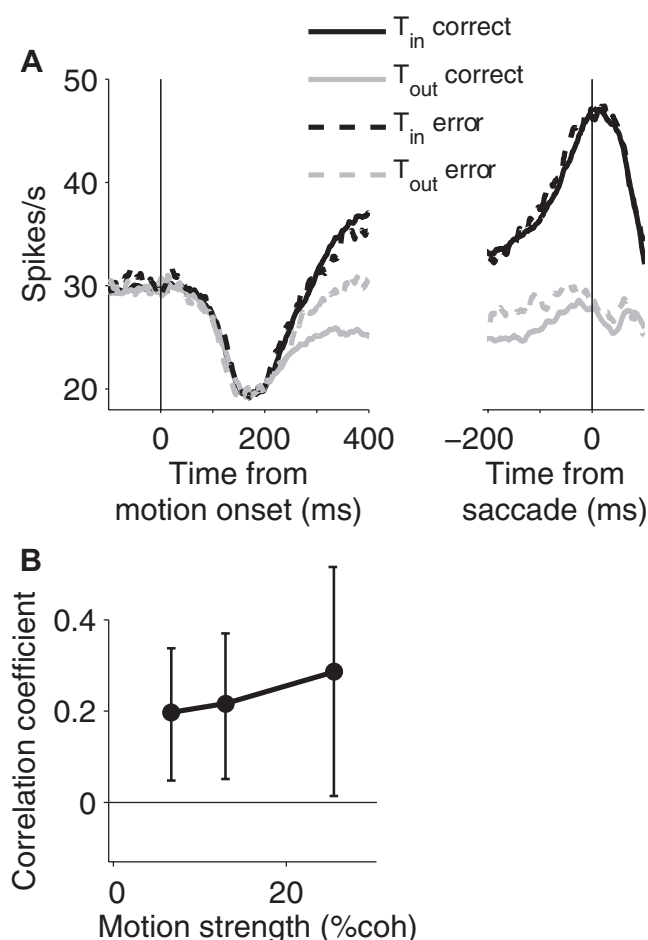 A
T_in correct
T_out correct
T_in error
T_out error
Spikes/s
50
40
30
20
0 200 400
Time from
motion onset (ms)
−200 0
Time from
saccade (ms)
B
Correlation coefficient
0.4
0.2
0
0 20
Motion strength (%coh)